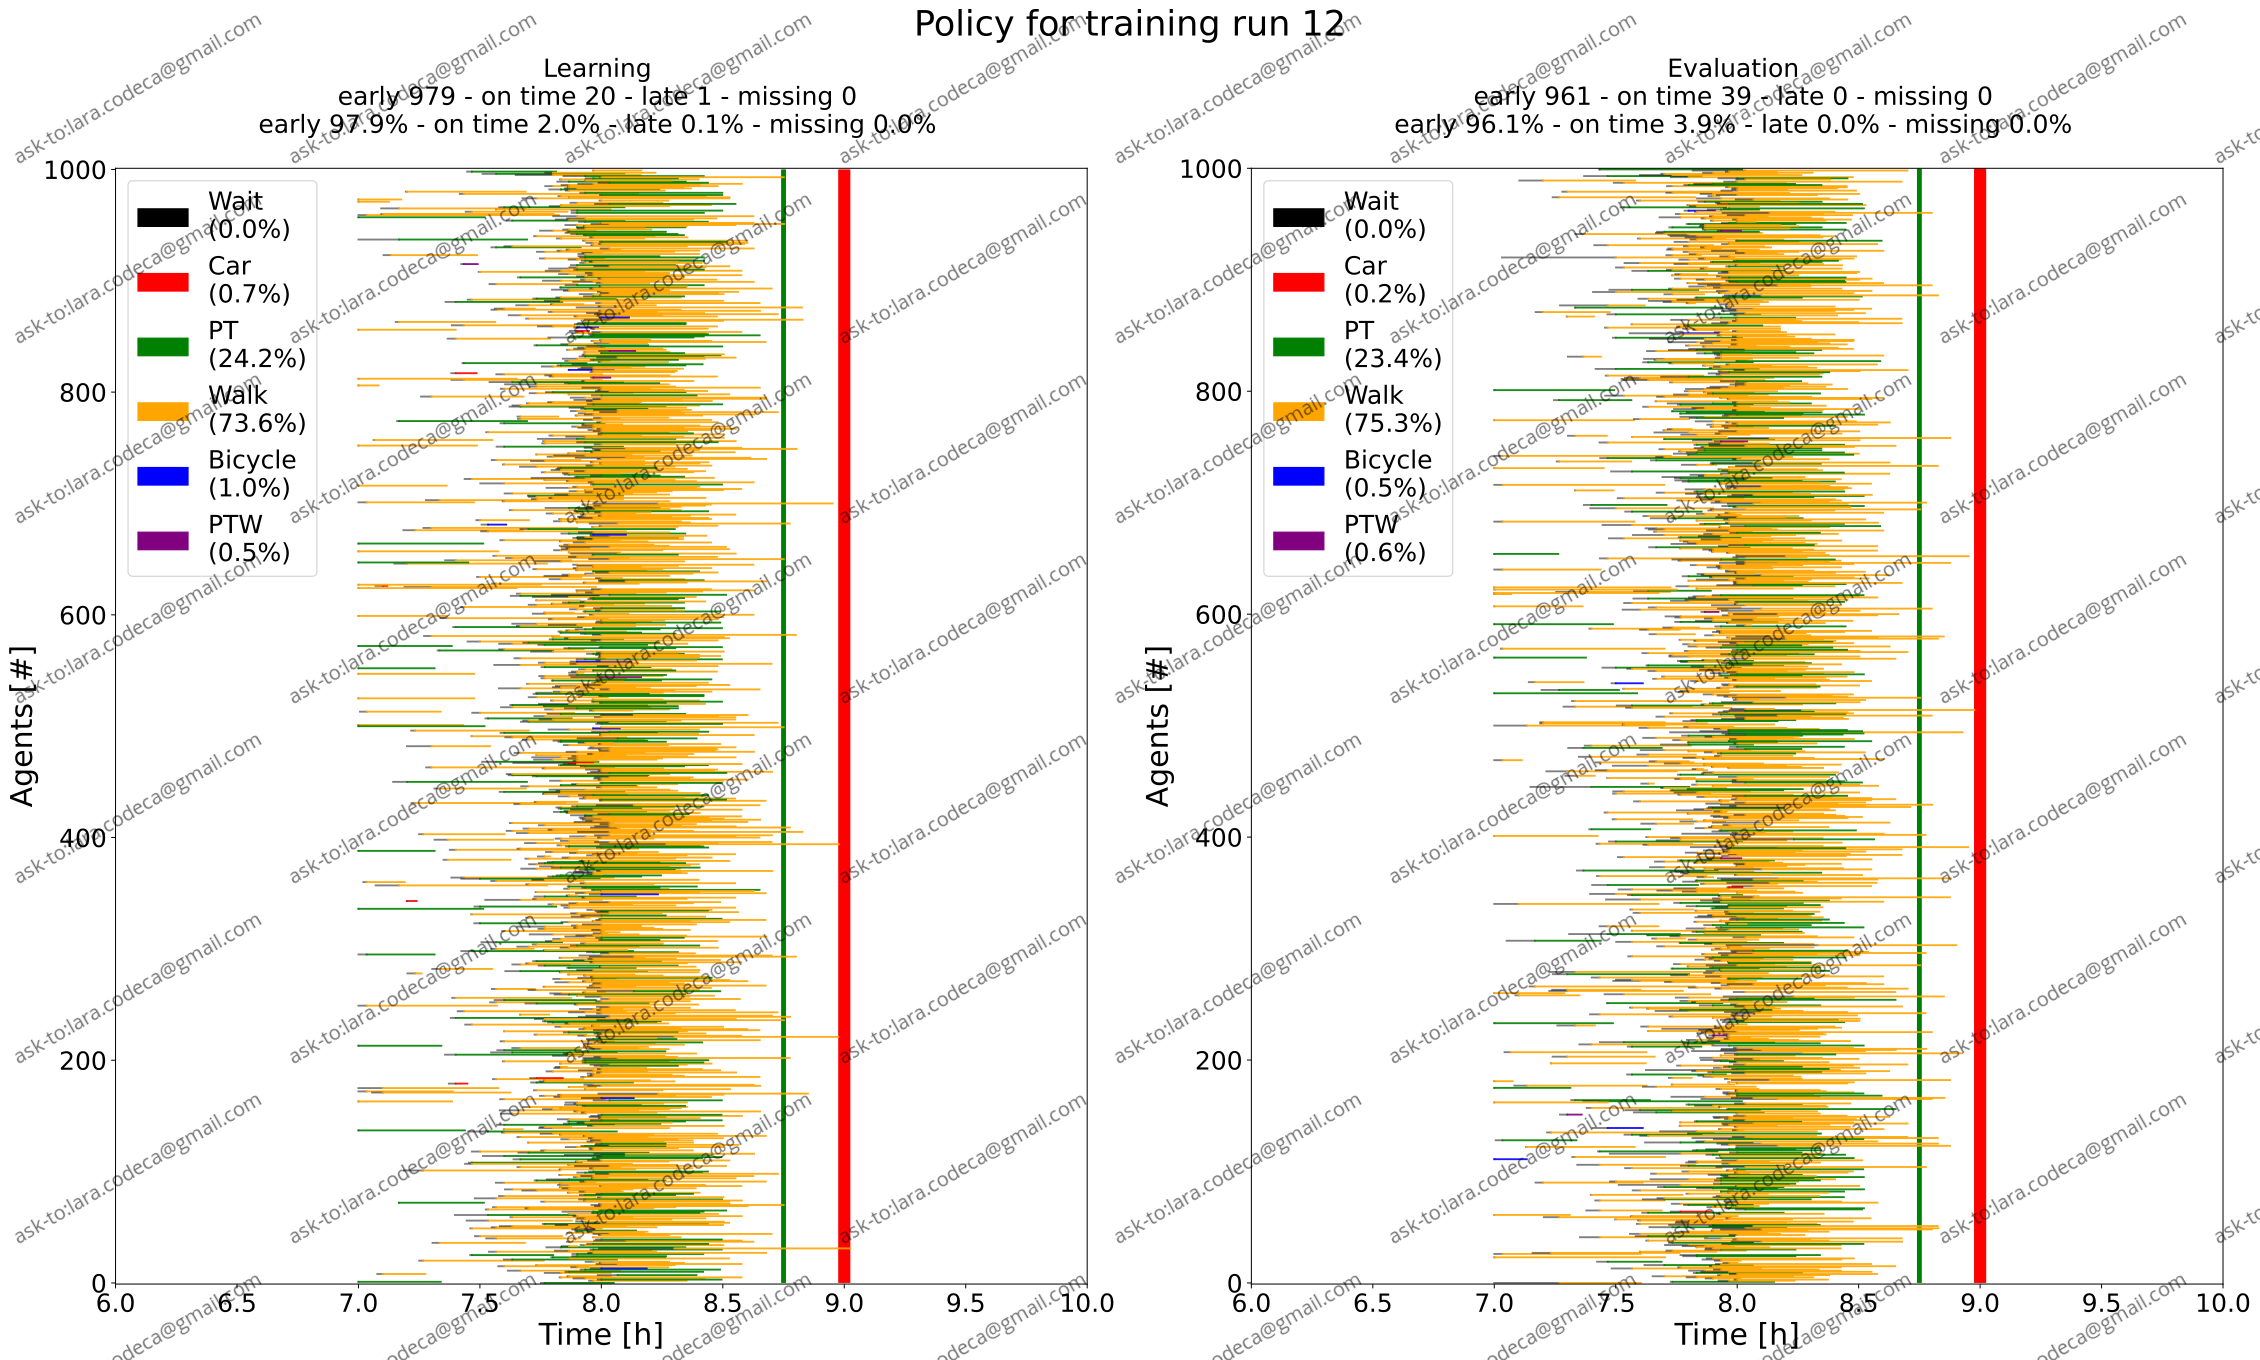 Policy for training run 12
Learning
early 979 - on time 20 - late 1 - missing 0
early 97.9% - on time 2.0% - late 0.1% - missing 0.0%
Agents [#]
1000
800
600
400
200
0
Wait
(0.0%)
Car
(0.7%)
PT
(24.2%)
Walk
(73.6%)
Bicycle
(1.0%)
PTW
(0.5%)
6.0 6.5 7.0 7.5 8.0 8.5 9.0 9.5 10.0
Time [h]
Evaluation
early 961 - on time 39 - late 0 - missing 0
early 96.1% - on time 3.9% - late 0.0% - missing 0.0%
Agents [#]
1000
800
600
400
200
0
Wait
(0.0%)
Car
(0.2%)
PT
(23.4%)
Walk
(75.3%)
Bicycle
(0.5%)
PTW
(0.6%)
6.0 6.5 7.0 7.5 8.0 8.5 9.0 9.5 10.0
Time [h]
ask-to:lara.codeca@gmail.com